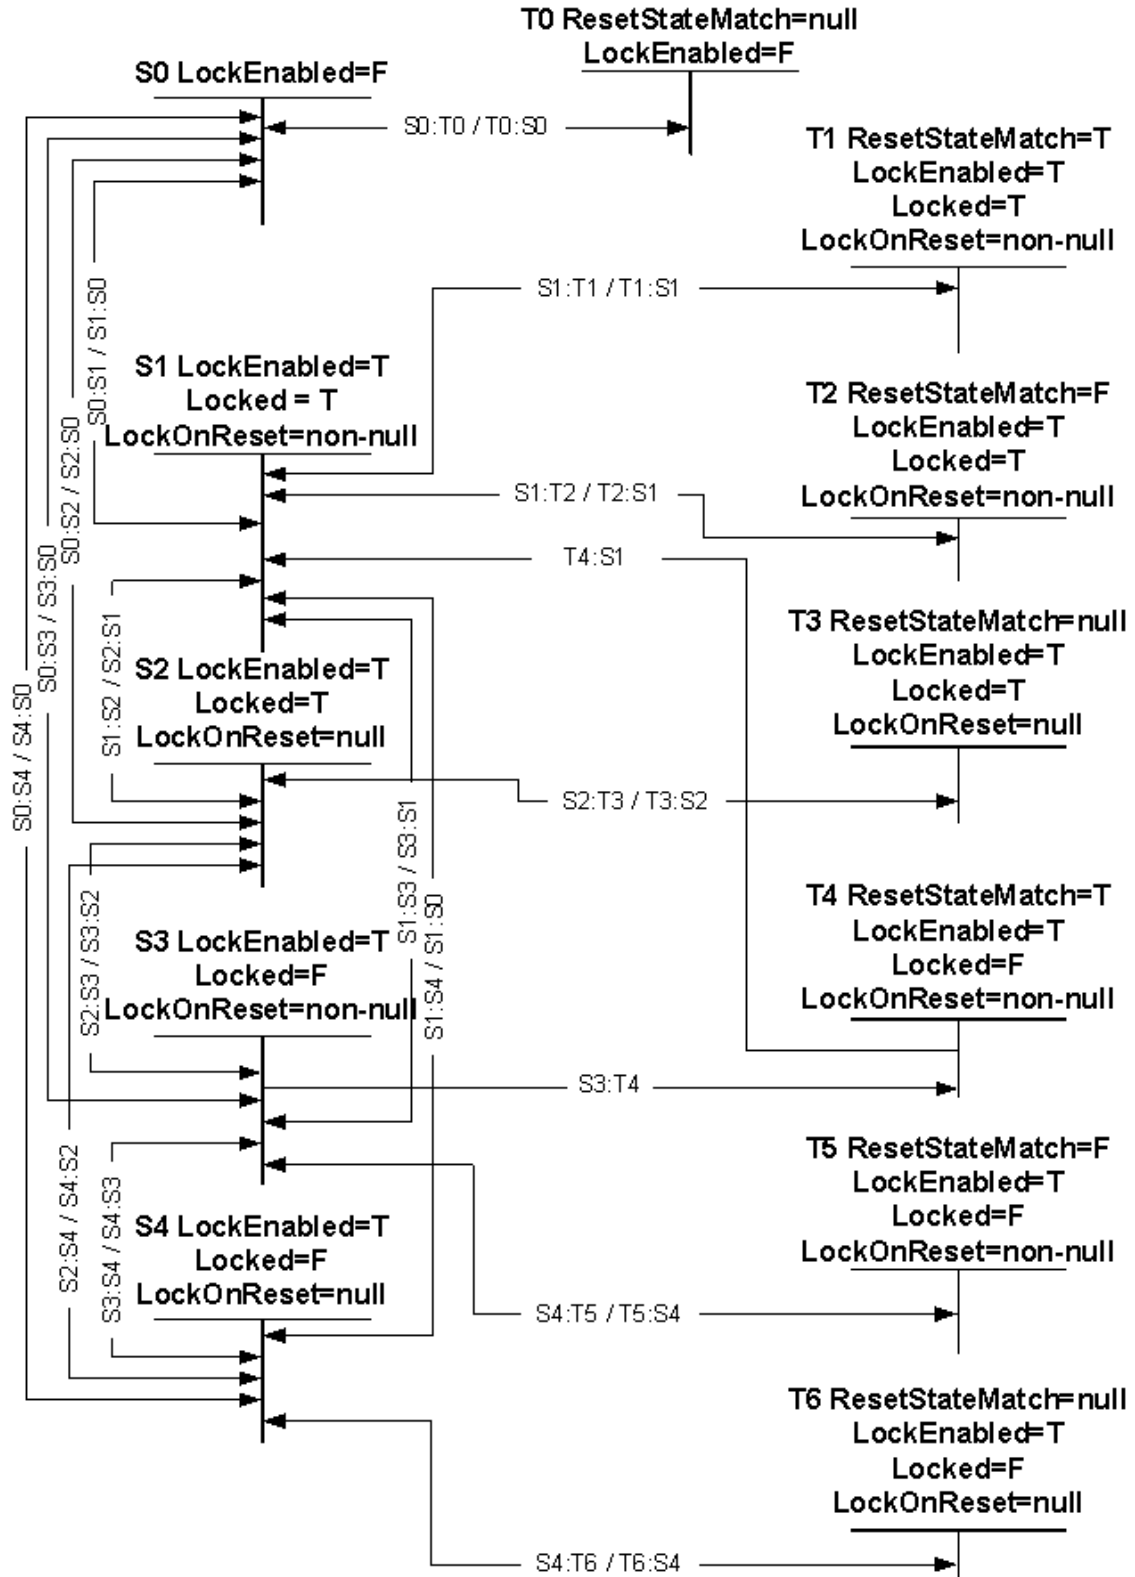 T0 ResetStateMatch=null
LockEnabled=F
S0 LockEnabled=F
S0:T0 / T0:S0
T1 ResetStateMatch=T
LockEnabled=T
Locked=T
LockOnReset=non-null
S1:T1 / T1:S1
S0:S1 / S1:S0
S1 LockEnabled=T
Locked = T
LockOnReset=non-null
T2 ResetStateMatch=F
LockEnabled=T
Locked=T
LockOnReset=non-null
S0:S2 / S2:S0
S1:T2 / T2:S1
T4:S1
S0:S3 / S3:S0
S1:S2 / S2:S1
T3 ResetStateMatch=null
LockEnabled=T
Locked=T
LockOnReset=null
S2 LockEnabled=T
Locked=T
LockOnReset=null
S0:S4 / S4:S0
S2:T3 / T3:S2
S1:S3 / S3:S1
S1:S4 / S1:S0
S2:S3 / S3:S2
T4 ResetStateMatch=T
LockEnabled=T
Locked=F
LockOnReset=non-null
S3 LockEnabled=T
Locked=F
LockOnReset=non-null
S3:T4
S2:S4 / S4:S2
S3:S4 / S4:S3
T5 ResetStateMatch=F
LockEnabled=T
Locked=F
LockOnReset=non-null
S4 LockEnabled=T
Locked=F
LockOnReset=null
S4:T5 / T5:S4
T6 ResetStateMatch=null
LockEnabled=T
Locked=F
LockOnReset=null
S4:T6 / T6:S4